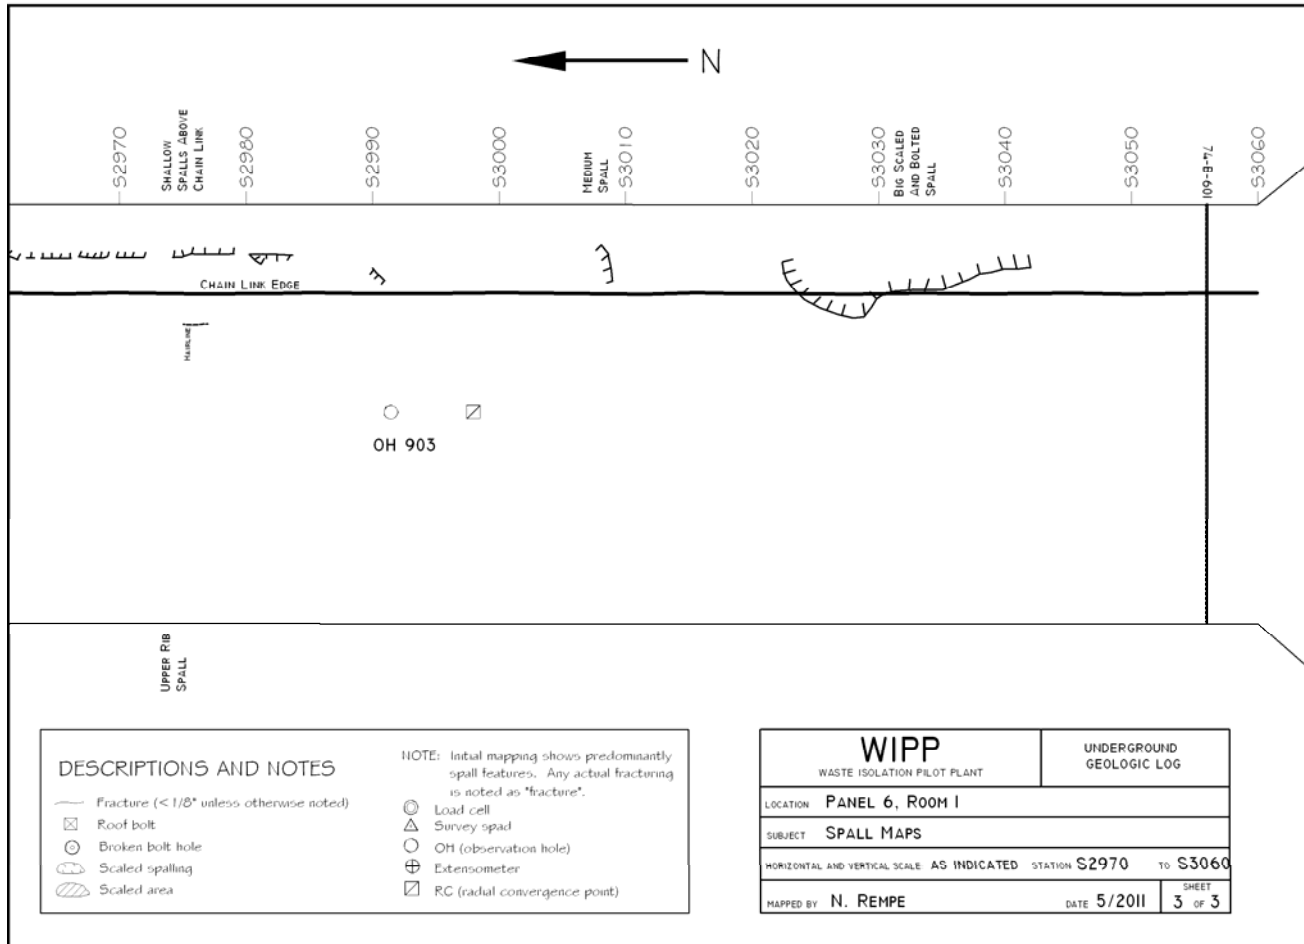 N
S2970
SHALLOW
SPALLS ABOVE
CHAIN LINK
S2980
S2990
S3000
MEDIUM
SPALL
S3010
S3020
S3030
BIG SCALED
AND BOLTED
SPALL
S3040
S3050
109-B-74
S3060
CHAIN LINK EDGE
HAIRLINE
OH 903
UPPER RIB
SPALL
DESCRIPTIONS AND NOTES
Fracture (< 1/8" unless otherwise noted)
Roof bolt
Broken bolt hole
Scaled spalling
Scaled area
NOTE: Initial mapping shows predominantly
spall features. Any actual fracturing
is noted as "fracture".
Load cell
Survey spad
OH (observation hole)
Extensometer
RC (radial convergence point)
WIPP
WASTE ISOLATION PILOT PLANT
UNDERGROUND
GEOLOGIC LOG
LOCATION PANEL 6, ROOM 1
SUBJECT SPALL MAPS
HORIZONTAL AND VERTICAL SCALE AS INDICATED STATION S2970 TO S3060
MAPPED BY N. REMPE DATE 5/2011
SHEET
3 OF 3